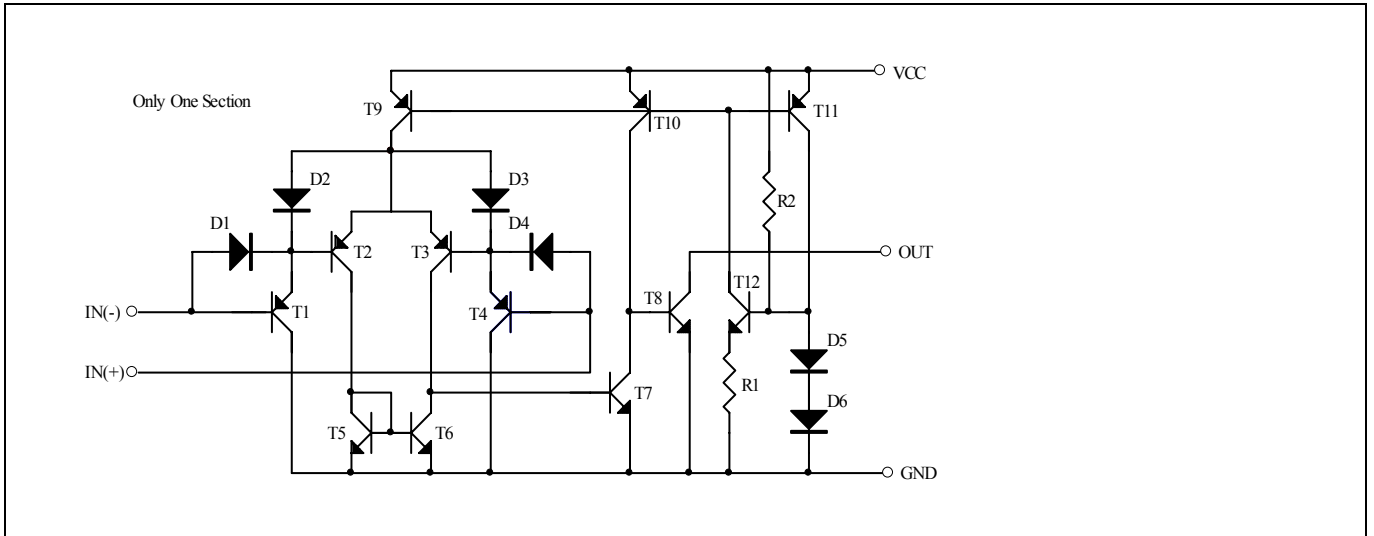 VCC
Only One Section
T9
T10
T11
D2
D3
R2
D1
D4
T2
T3
OUT
T12
T8
IN(-)
T1
T4
D5
IN(+)
R1
T7
D6
T5
T6
GND